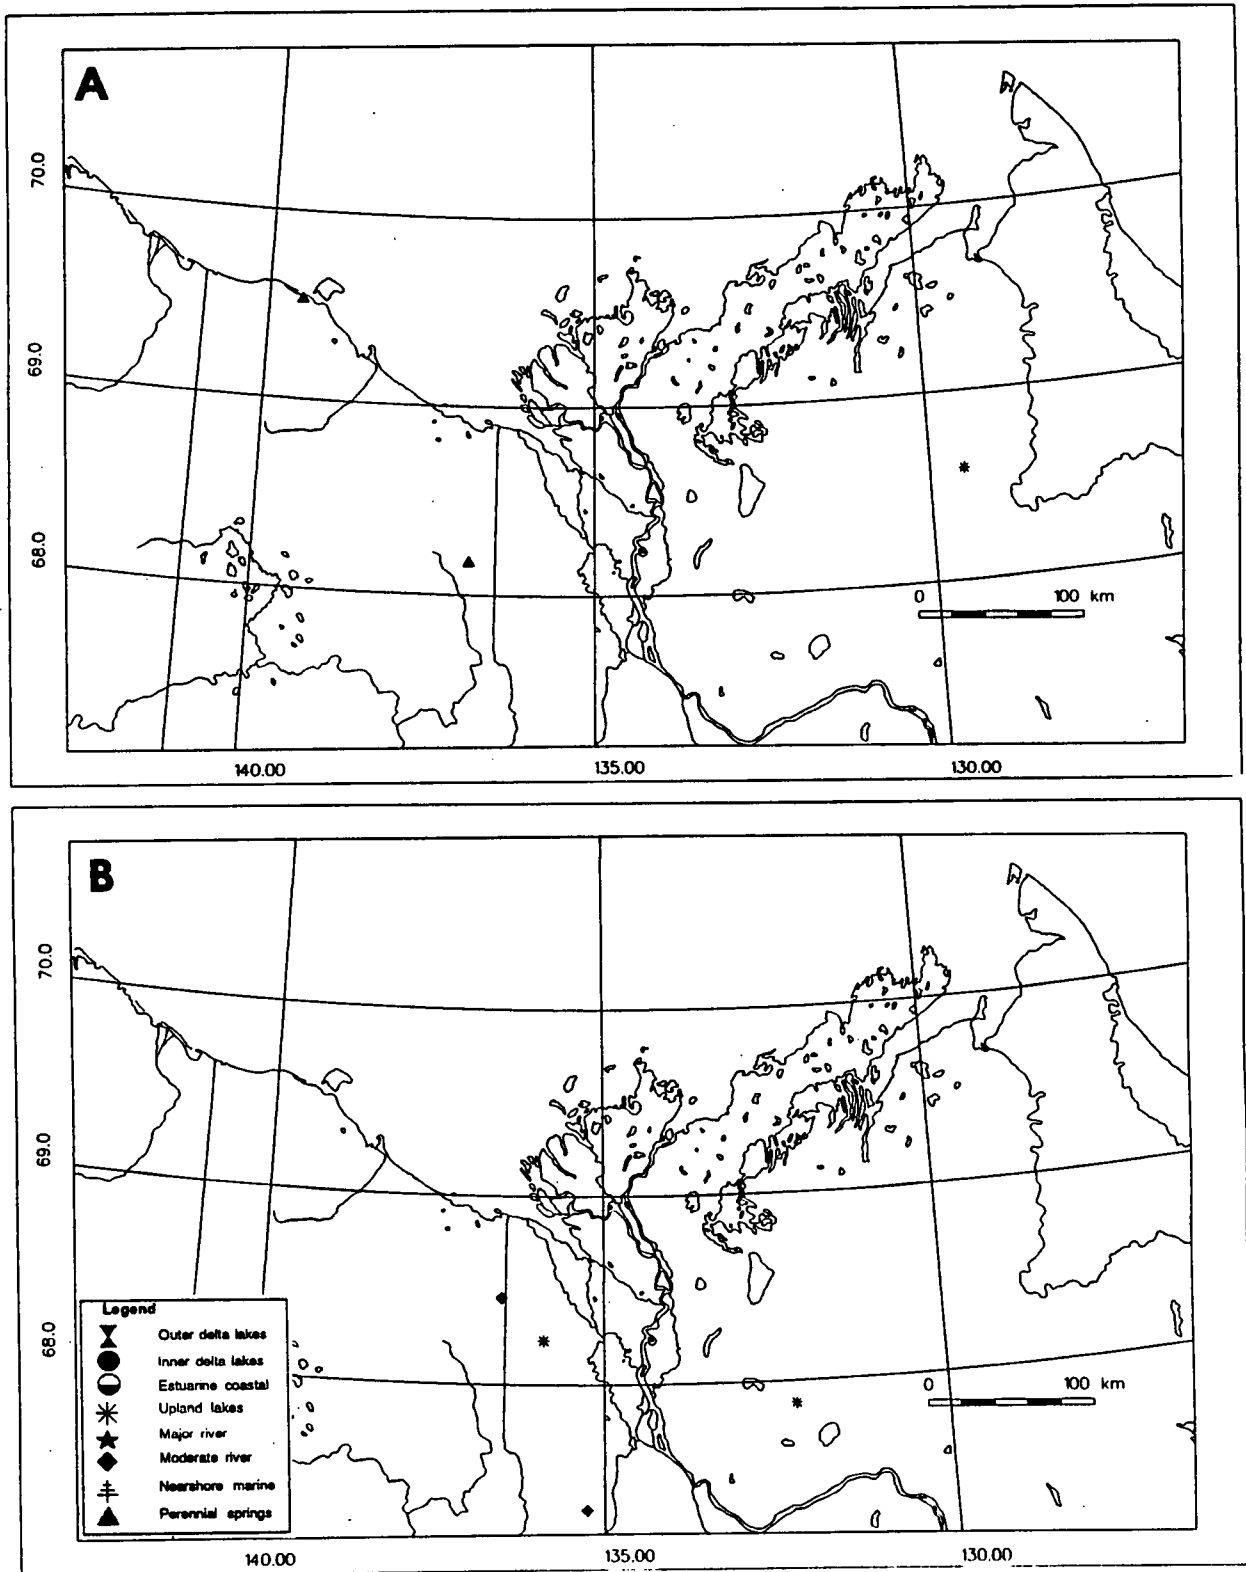 A
70.0
69.0
68.0
0 100 km
140.00 135.00 130.00
B
70.0
69.0
68.0
Legend
Outer delta lakes
Inner delta lakes
Estuarine coastal
Upland lakes
Major river
Moderate river
Nearshore marine
Perennial springs
0 100 km
140.00 135.00 130.00